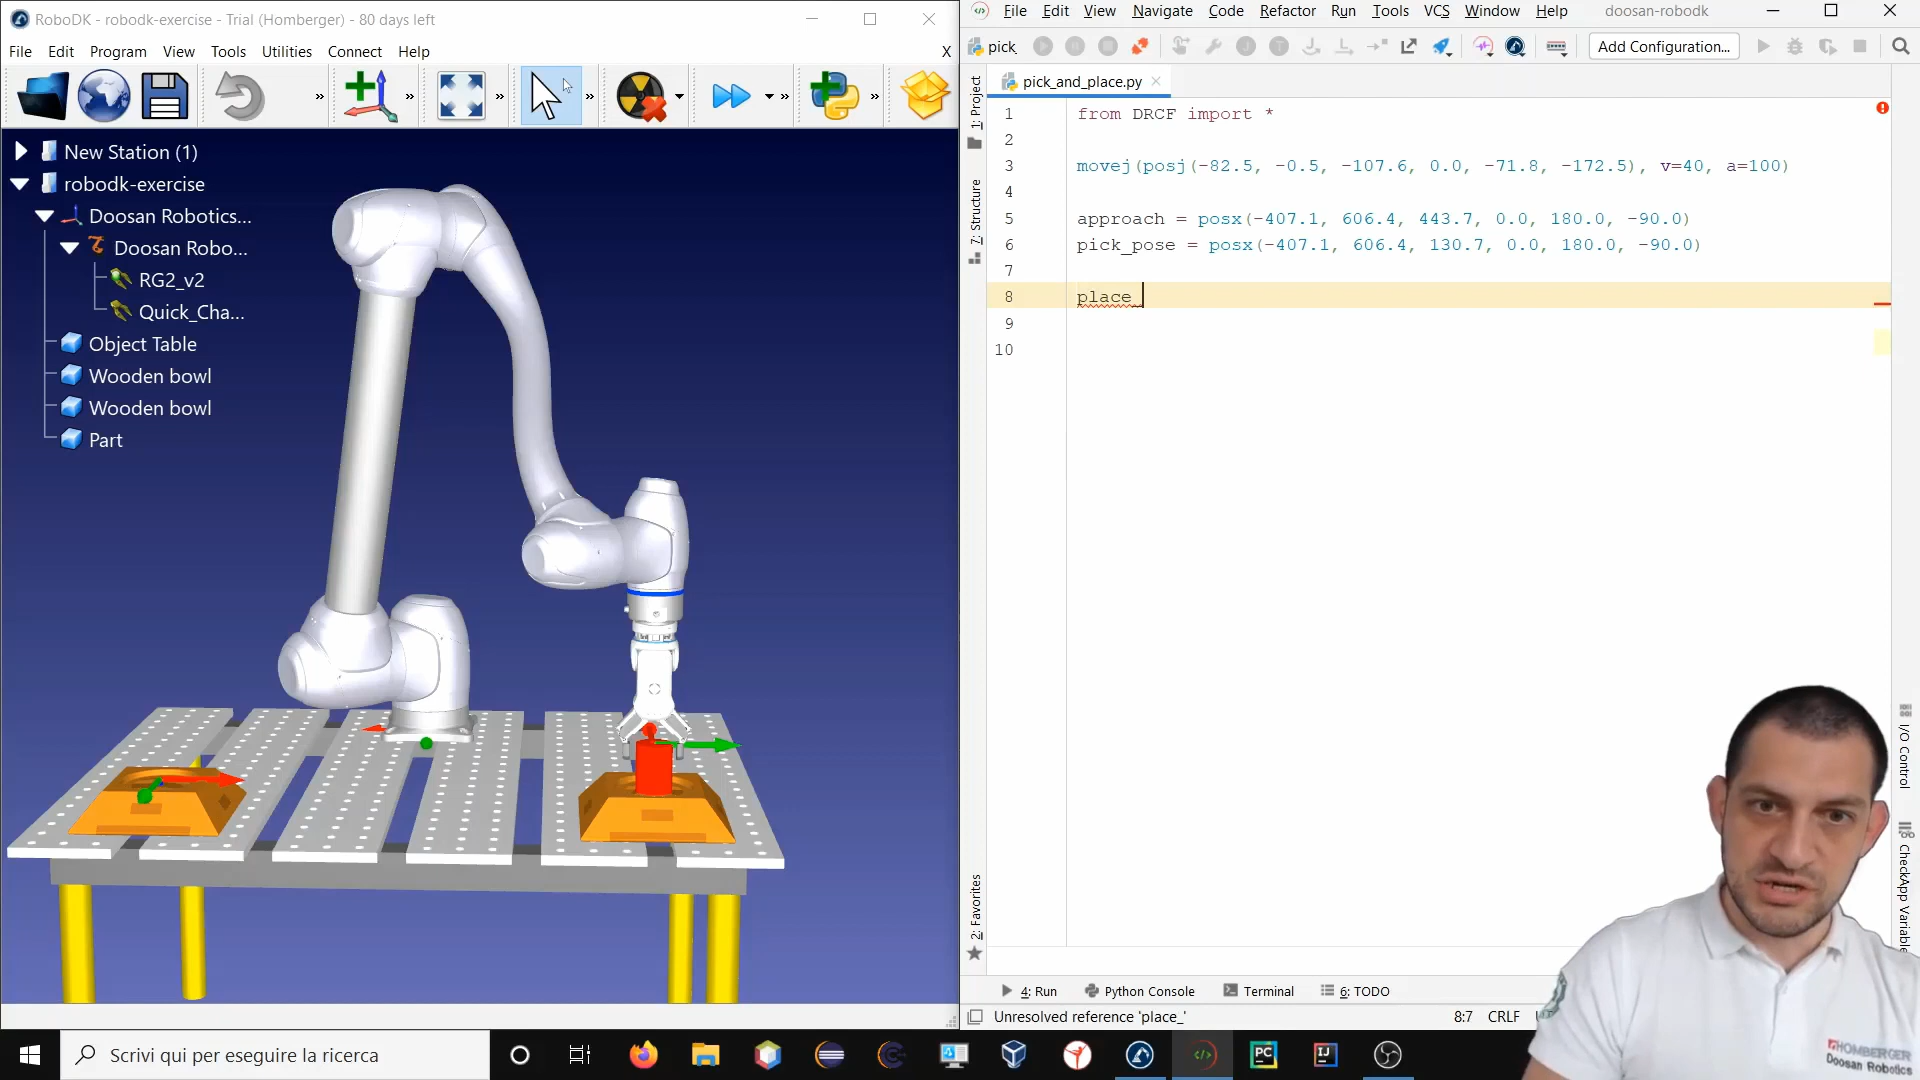 RoboDK - robodk-exercise - Trial (Homberger) - 80 days left
File Edit Program View Tools Utilities Connect Help X
New Station (1)
robodk-exercise
Doosan Robotics...
Doosan Robo...
RG2_v2
Quick_Cha...
Object Table
Wooden bowl
Wooden bowl
Part
File Edit View Navigate Code Refactor Run Tools VCS Window Help doosan-robodk
pick
Add Configuration...
pick_and_place.py
1: Project
7: Structure
2: Favorites
1 from DRCF import *
2
3 movej(posj(-82.5, -0.5, -107.6, 0.0, -71.8, -172.5), v=40, a=100)
4
5 approach = posx(-407.1, 606.4, 443.7, 0.0, 180.0, -90.0)
6 pick_pose = posx(-407.1, 606.4, 130.7, 0.0, 180.0, -90.0)
7
8 place_
9
10
I/O Control
CheckApp Variable
4: Run Python Console Terminal 6: TODO
Unresolved reference 'place_' 8:7 CRLF
HOMBERGER
Doosan Robotics
Scrivi qui per eseguire la ricerca